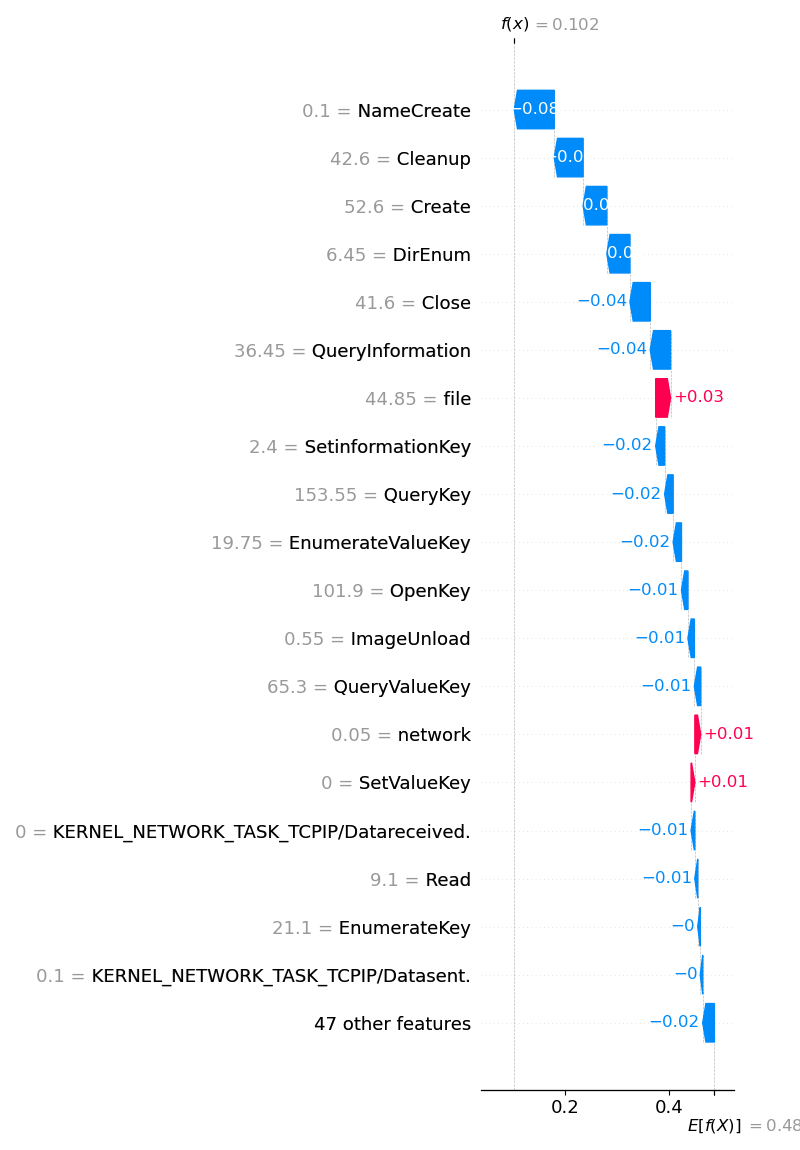 f(x) = 0.102
0.1 = NameCreate −0.08
42.6 = Cleanup
52.6 = Create
6.45 = DirEnum
41.6 = Close −0.04
36.45 = QueryInformation −0.04
44.85 = file +0.03
2.4 = SetinformationKey −0.02
153.55 = QueryKey −0.02
19.75 = EnumerateValueKey −0.02
101.9 = OpenKey −0.01
0.55 = ImageUnload −0.01
65.3 = QueryValueKey −0.01
0.05 = network +0.01
0 = SetValueKey +0.01
0 = KERNEL_NETWORK_TASK_TCPIP/Datareceived. −0.01
9.1 = Read −0.01
21.1 = EnumerateKey −0
0.1 = KERNEL_NETWORK_TASK_TCPIP/Datasent. −0
47 other features −0.02
0.2 0.4
E[f(X)] = 0.48